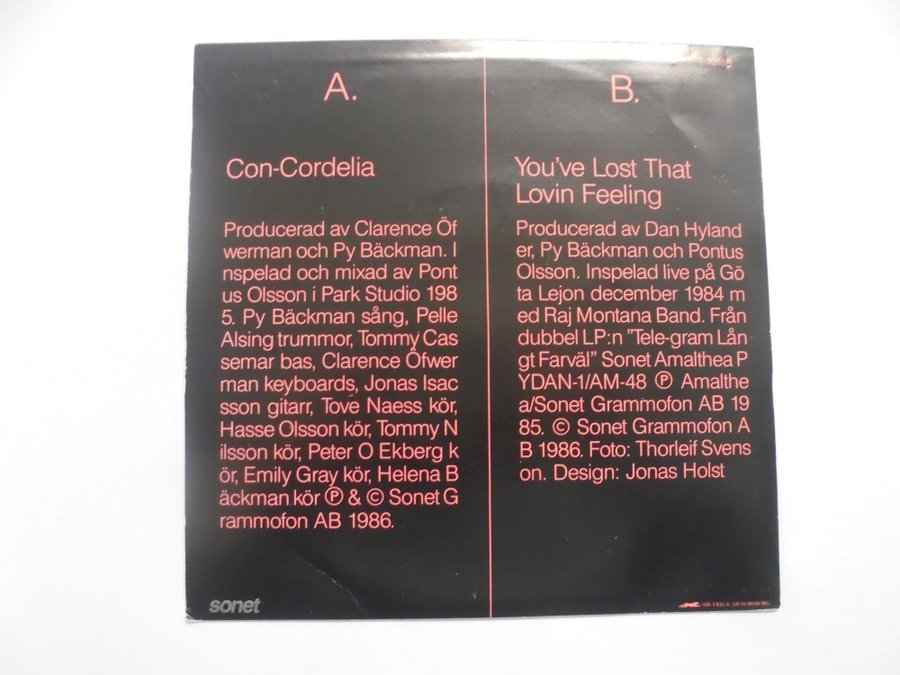 A.
Con-Cordelia
Producerad av Clarence Öf
werman och Py Bäckman. I
nspelad och mixad av Pont
us Olsson i Park Studio 198
5. Py Bäckman sång, Pelle
Alsing trummor, Tommy Cas
semar bas, Clarence Öfwer
man keyboards, Jonas Isac
sson gitarr, Tove Naess kör,
Hasse Olsson kör, Tommy N
ilsson kör, Peter O Ekberg k
ör, Emily Gray kör, Helena B
äckman kör Ⓟ & © Sonet G
rammofon AB 1986.
sonet
B.
You've Lost That
Lovin Feeling
Producerad av Dan Hyland
er, Py Bäckman och Pontus
Olsson. Inspelad live på Gö
ta Lejon december 1984 m
ed Raj Montana Band. Från
dubbel LP:n "Tele-gram Lån
gt Farväl" Sonet Amalthea P
YDAN-1/AM-48 Ⓟ Amalthe
a/Sonet Grammofon AB 19
85. © Sonet Grammofon A
B 1986. Foto: Thorleif Svens
on. Design: Jonas Holst